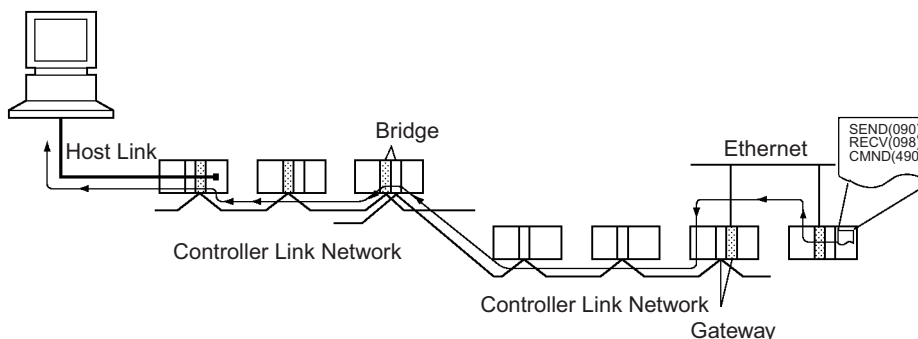 SEND(090)
RECV(098)
CMND(490
Bridge
Host Link
Ethernet
Controller Link Network
Controller Link Network
Gateway